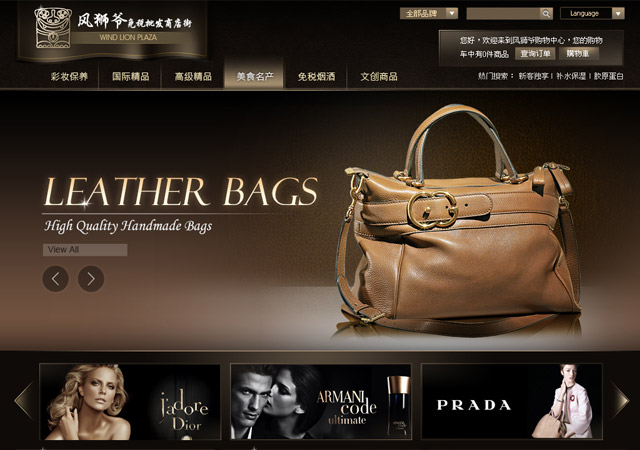 风狮爷免税批发商店街
WIND LION PLAZA
全部品牌
Language
您好，欢迎来到风狮爷购物中心，您的购物
车中有0件商品 查询订单 購物車
热门搜索： 新客独享 | 补水保湿 | 胶原蛋白
彩妆保养 国际精品 高级精品 美食名产 免税烟酒 文创商品
LEATHER BAGS
High Quality Handmade Bags
View All
j'adore
Dior
ARMANI
code
ultimate
PRADA